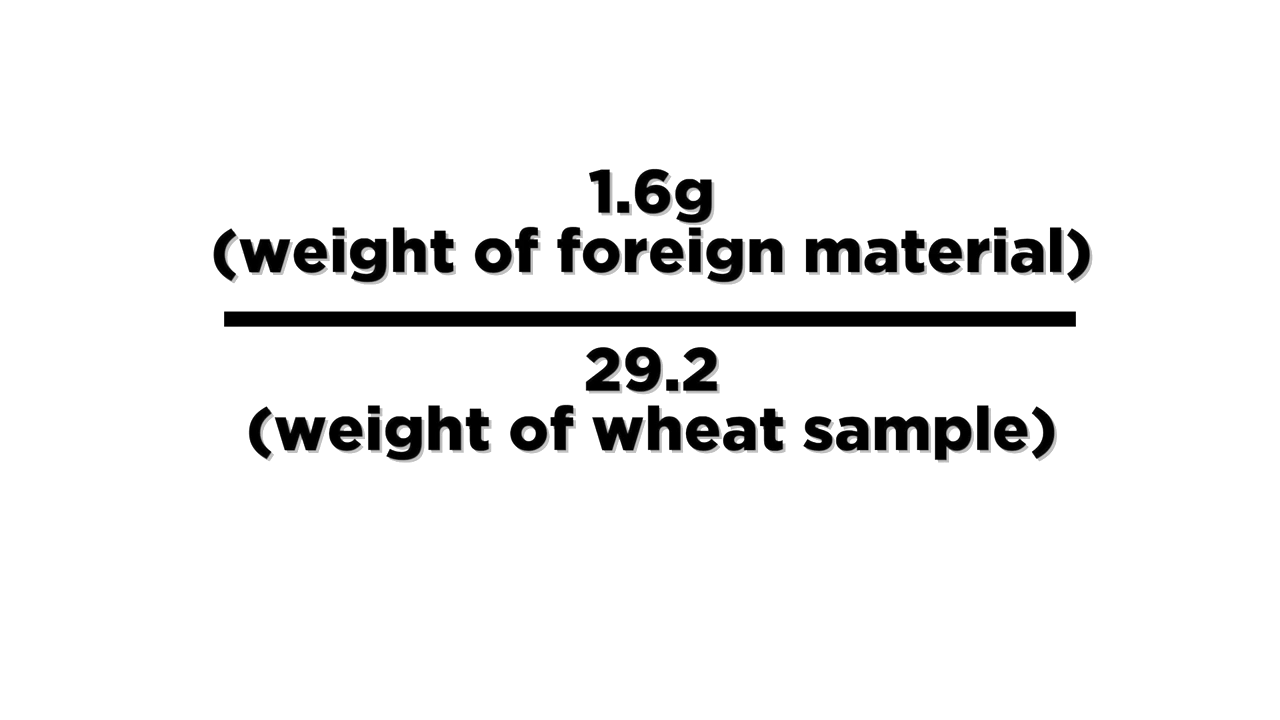 1.6g
(weight of foreign material)
29.2
(weight of wheat sample)